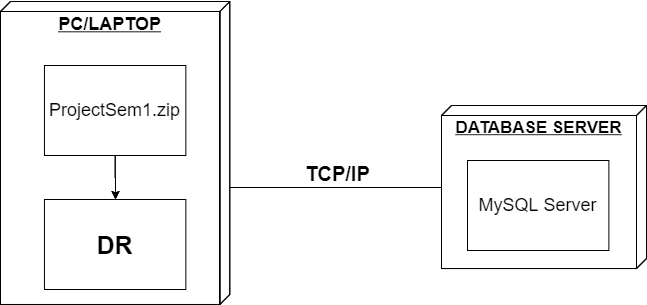 PC/LAPTOP
ProjectSem1.zip
DR
TCP/IP
DATABASE SERVER
MySQL Server